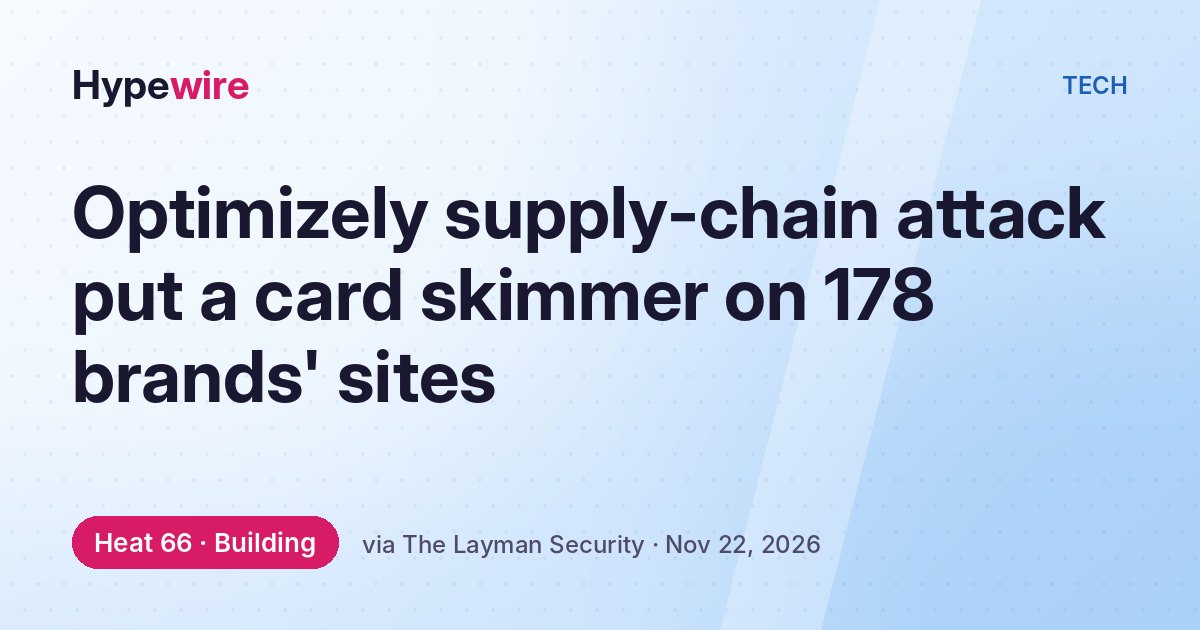 Hypewire
TECH
Optimizely supply-chain attack
put a card skimmer on 178
brands' sites
Heat 66 · Building
via The Layman Security · Nov 22, 2026